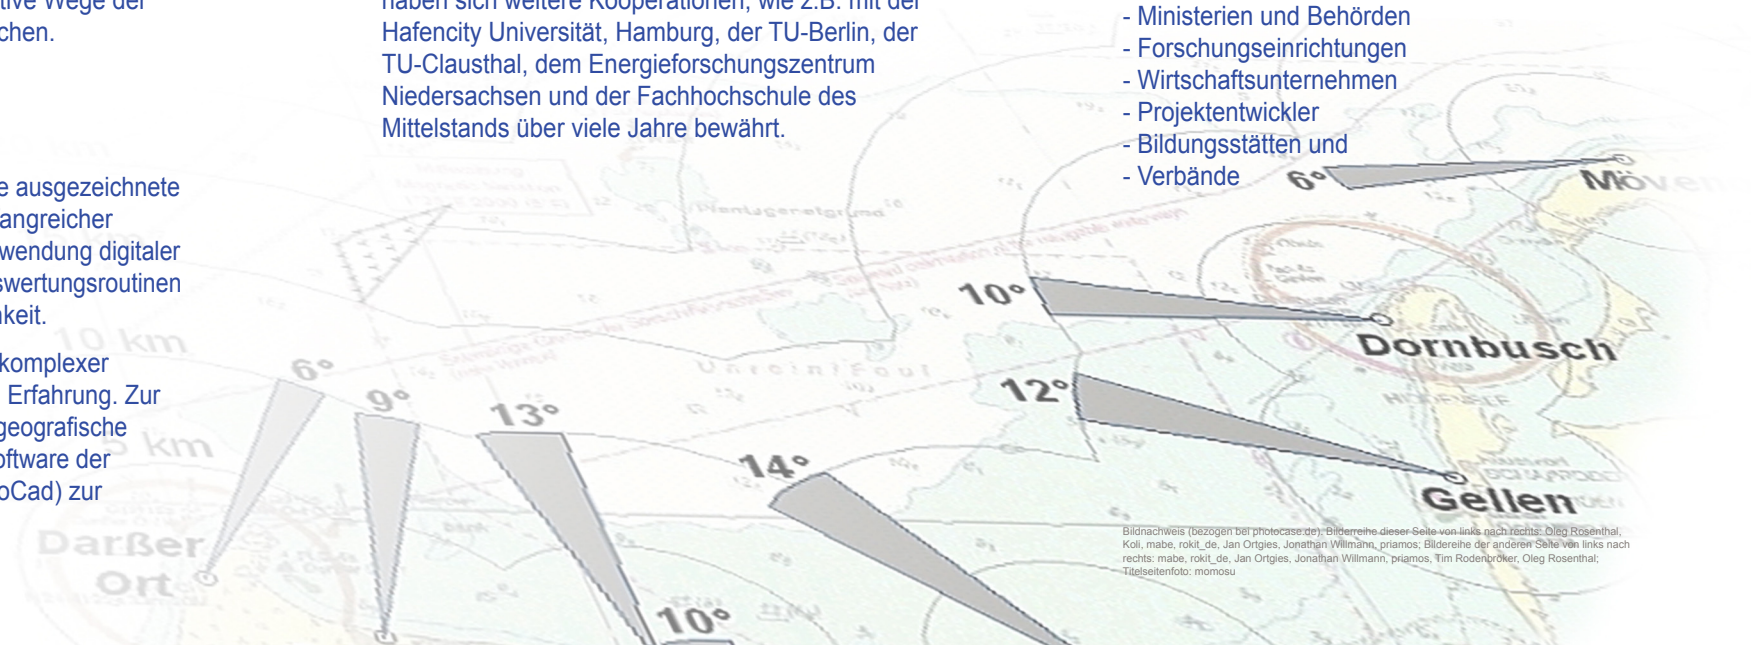 tive Wege der
chen.
e ausgezeichnete
angreicher
wendung digitaler
swertungsroutinen
keit.
komplexer
Erfahrung. Zur
geografische
oftware der
oCad) zur
haben sich weitere Kooperationen, wie z.B. mit der
Hafencity Universität, Hamburg, der TU-Berlin, der
TU-Clausthal, dem Energieforschungszentrum
Niedersachsen und der Fachhochschule des
Mittelstands über viele Jahre bewährt.
- Ministerien und Behörden
- Forschungseinrichtungen
- Wirtschaftsunternehmen
- Projektentwickler
- Bildungsstätten und
- Verbände
6°
Möven
10°
Dornbusch
12°
Gellen
10 km
6°
9°
13°
14°
5 km
Darßer
Ort
10°
Plantagenetgrund
Bildnachweis (bezogen bei photocase.de). Bilderreihe dieser Seite von links nach rechts: Oleg Rosenthal,
Koli, mabe, rokit_de, Jan Ortgies, Jonathan Willmann, priamos; Bildereihe der anderen Seite von links nach
rechts: mabe, rokit_de, Jan Ortgies, Jonathan Willmann, priamos, Tim Rodenbröker, Oleg Rosenthal;
Titelseitenfoto: momosu